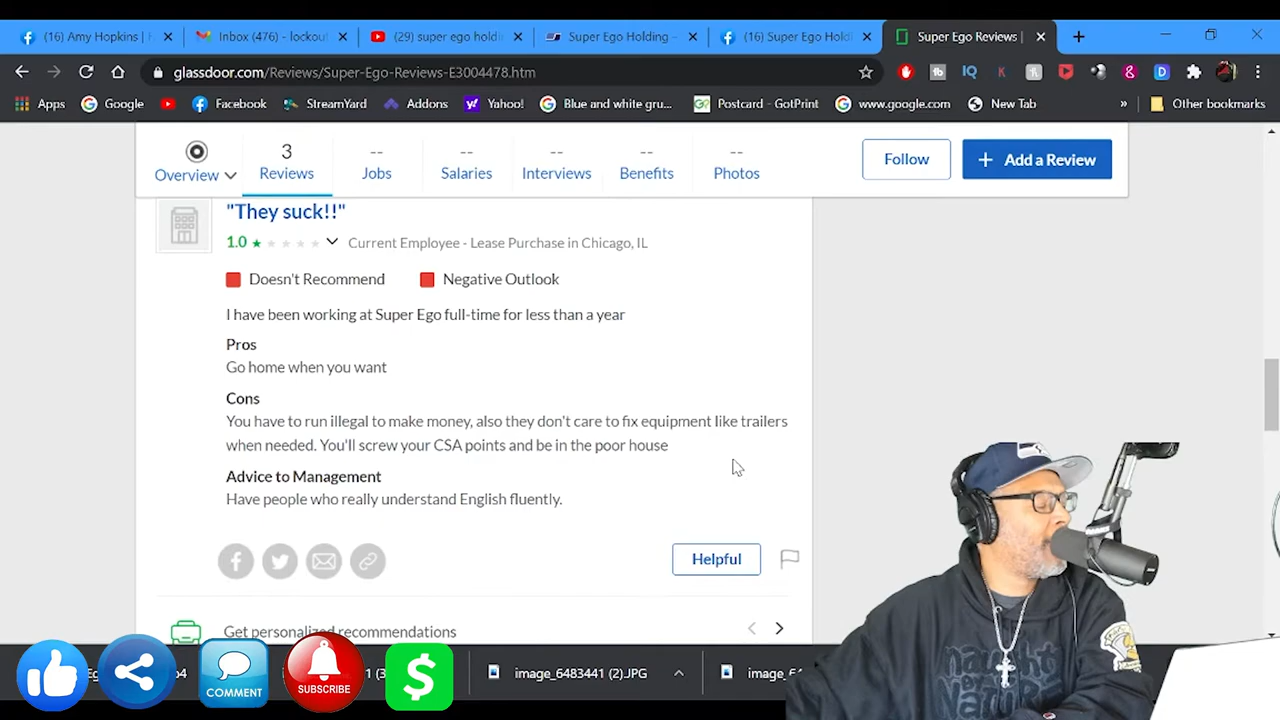 (16) Amy Hopkins |
Inbox (476) - lockout
(29) super ego holdi
Super Ego Holding -
(16) Super Ego Hold
Super Ego Reviews |
glassdoor.com/Reviews/Super-Ego-Reviews-E3004478.htm
Apps
Google
Facebook
StreamYard
Addons
Yahoo!
Blue and white gru...
Postcard - GotPrint
www.google.com
New Tab
»
Other bookmarks
Overview
3
Reviews
--
Jobs
--
Salaries
--
Interviews
--
Benefits
--
Photos
Follow
+ Add a Review
"They suck!!"
1.0
Current Employee - Lease Purchase in Chicago, IL
Doesn't Recommend
Negative Outlook
I have been working at Super Ego full-time for less than a year
Pros
Go home when you want
Cons
You have to run illegal to make money, also they don't care to fix equipment like trailers
when needed. You'll screw your CSA points and be in the poor house
Advice to Management
Have people who really understand English fluently.
Helpful
Get personalized recommendations
COMMENT
SUBSCRIBE
$
image_6483441 (2).JPG